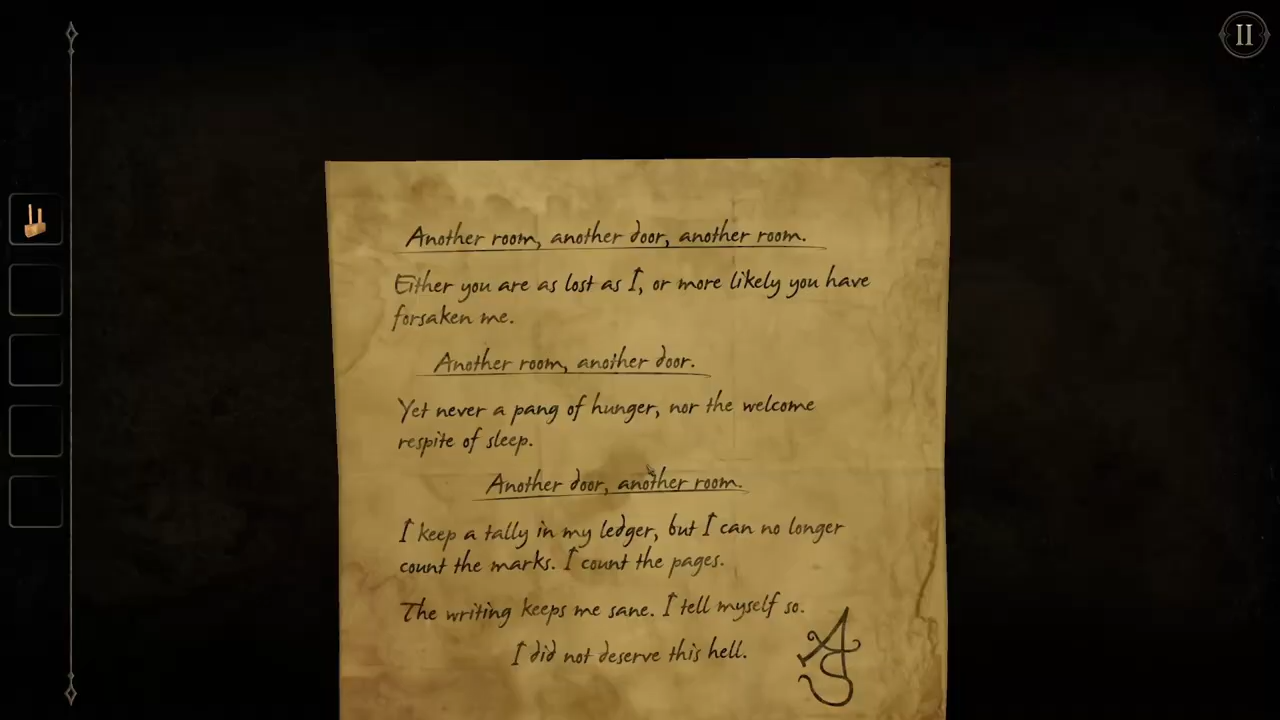 II
Another room, another door, another room.
Either you are as lost as I, or more likely you have
forsaken me.
Another room, another door.
Yet never a pang of hunger, nor the welcome
respite of sleep.
Another door, another room.
I keep a tally in my ledger, but I can no longer
count the marks. I count the pages.
The writing keeps me sane. I tell myself so.
I did not deserve this hell.
AS